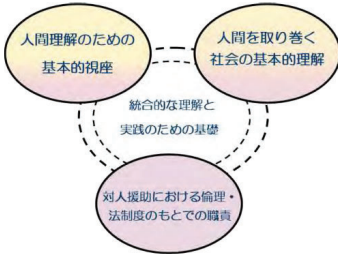 人間理解のための
基本的視座
人間を取り巻く
社会の基本的理解
統合的な理解と
実践のための基礎
対人援助における倫理・
法制度のもとでの職責